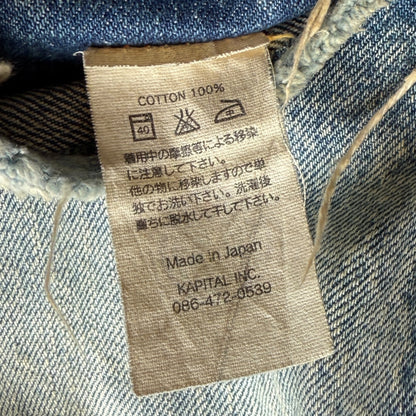 COTTON 100%
40
着用中の摩擦等による移染
に注意して下さい。
他の物に移染しますので単
独でお洗い下さい。洗濯後
直ちに脱水して干して下さい。
Made in Japan
KAPITAL INC.
086-472-0539